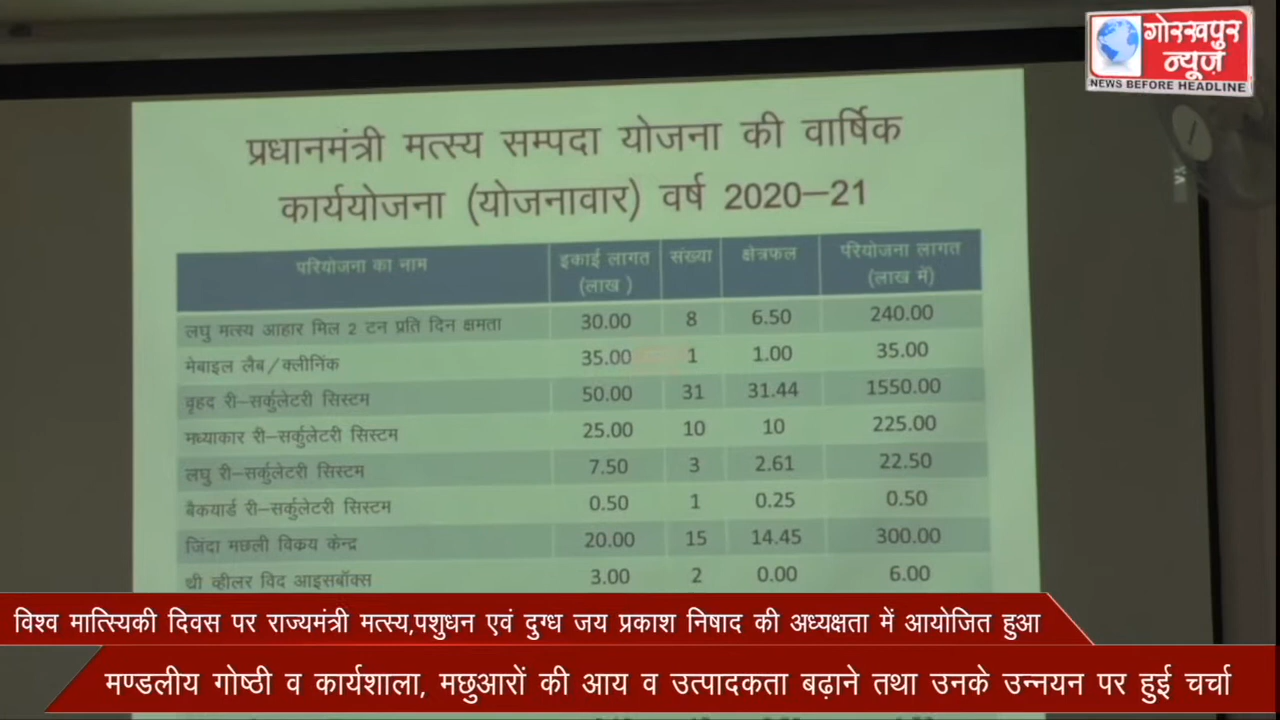 गोरखपुर
न्यूज़
NEWS BEFORE HEADLINE
प्रधानमंत्री मत्स्य सम्पदा योजना की वार्षिक
कार्ययोजना (योजनावार) वर्ष 2020–21
परियोजना का नाम इकाई लागत (लाख ) संख्या क्षेत्रफल परियोजना लागत (लाख में)
लघु मत्स्य आहार मिल 2 टन प्रति दिन क्षमता 30.00 8 6.50 240.00
मेबाइल लैब/क्लीनिंक 35.00 1 1.00 35.00
वृहद री–सर्कुलेटरी सिस्टम 50.00 31 31.44 1550.00
मध्याकार री–सर्कुलेटरी सिस्टम 25.00 10 10 225.00
लघु री–सर्कुलेटरी सिस्टम 7.50 3 2.61 22.50
बैकयार्ड री–सर्कुलेटरी सिस्टम 0.50 1 0.25 0.50
जिंदा मछली विक्रय केन्द्र 20.00 15 14.45 300.00
थ्री व्हीलर विद आइसबॉक्स 3.00 2 0.00 6.00
विश्व मात्स्यिकी दिवस पर राज्यमंत्री मत्स्य,पशुधन एवं दुग्ध जय प्रकाश निषाद की अध्यक्षता में आयोजित हुआ
मण्डलीय गोष्ठी व कार्यशाला, मछुआरों की आय व उत्पादकता बढ़ाने तथा उनके उन्नयन पर हुई चर्चा